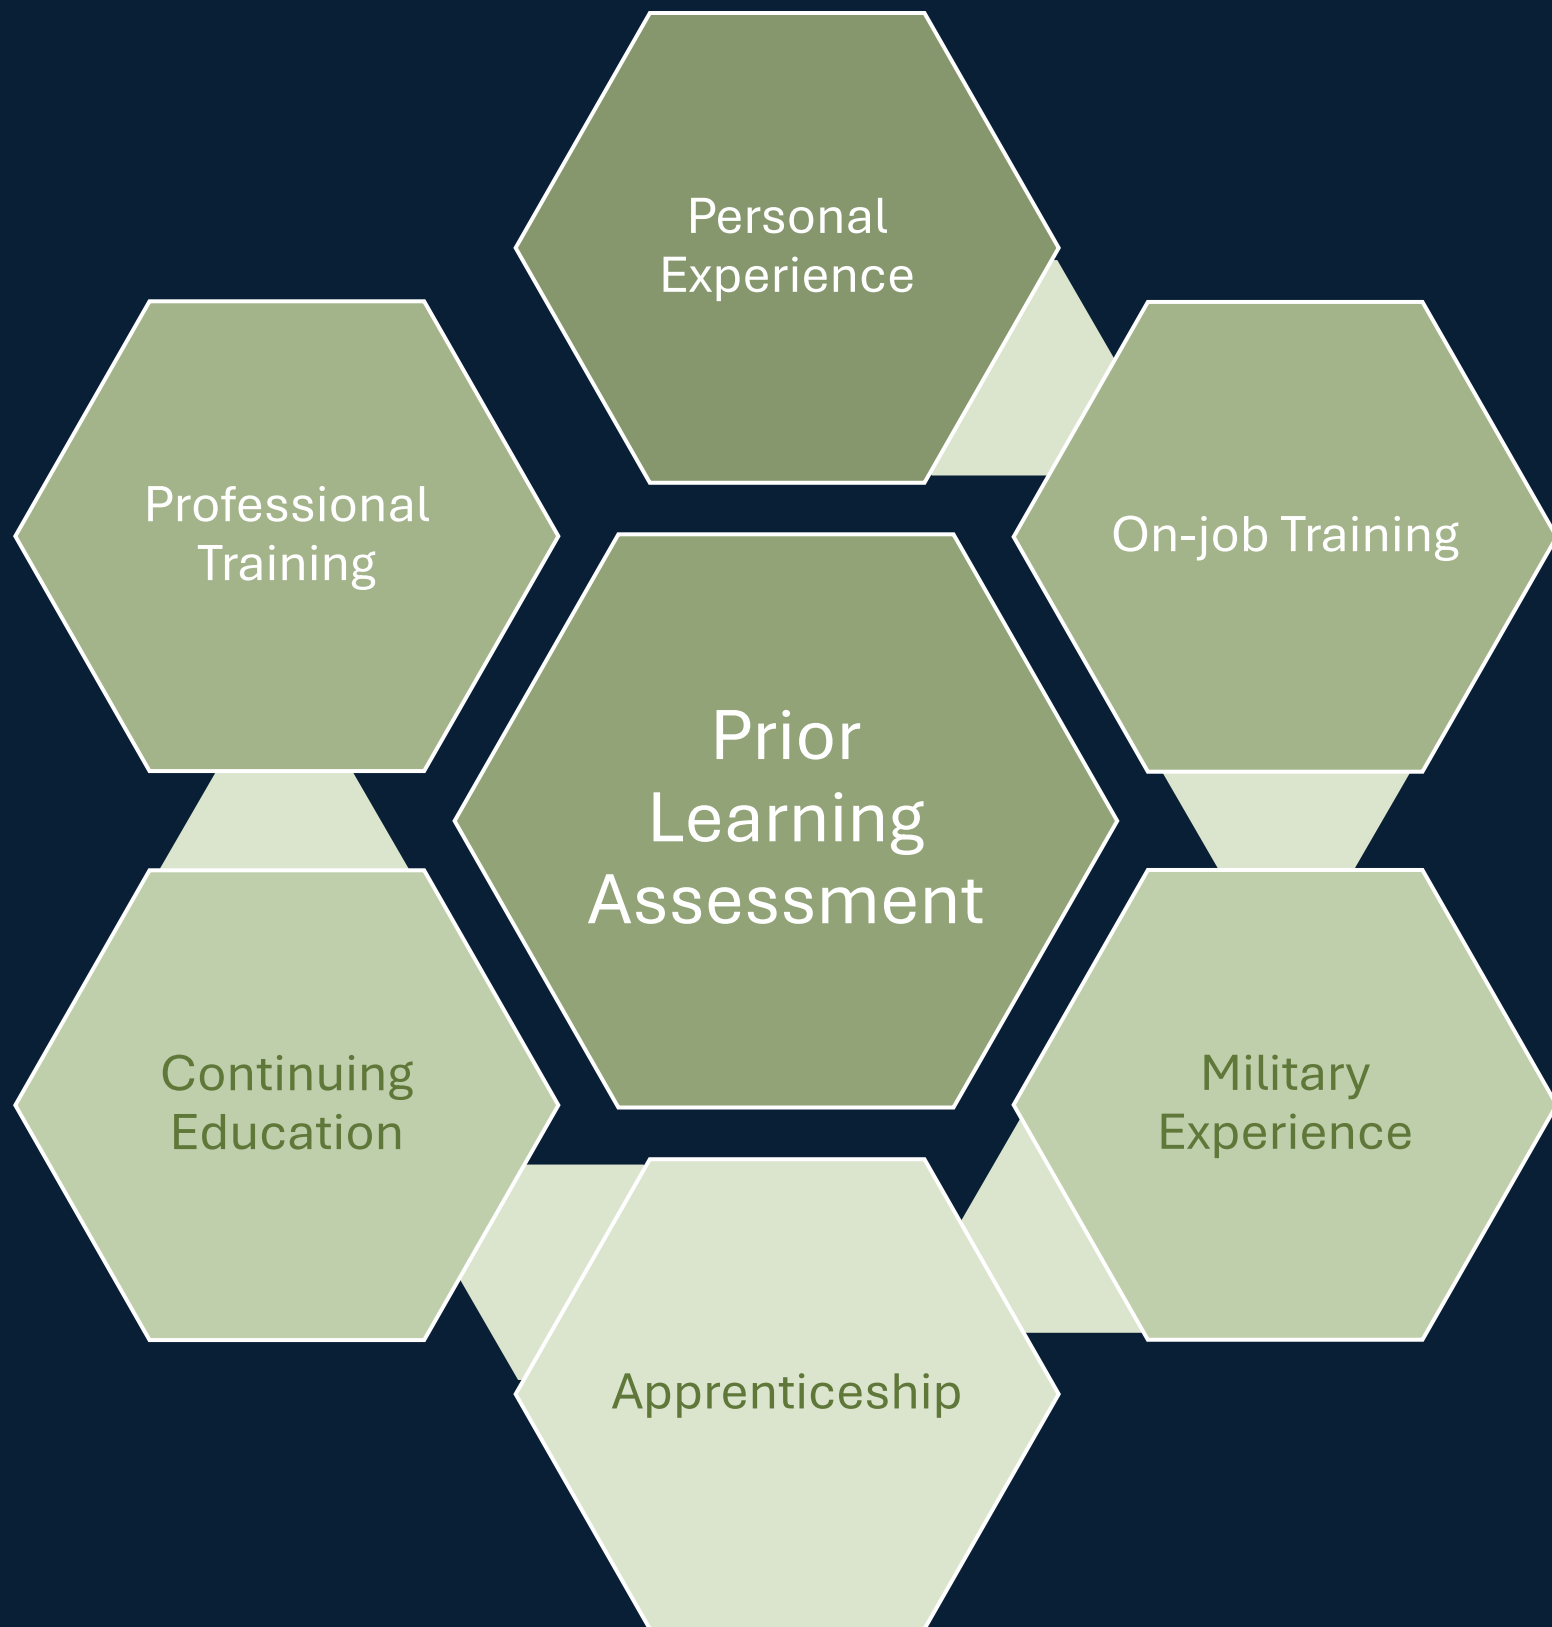 Personal
Experience
On-job Training
Military
Experience
Apprenticeship
Continuing
Education
Professional
Training
Prior
Learning
Assessment